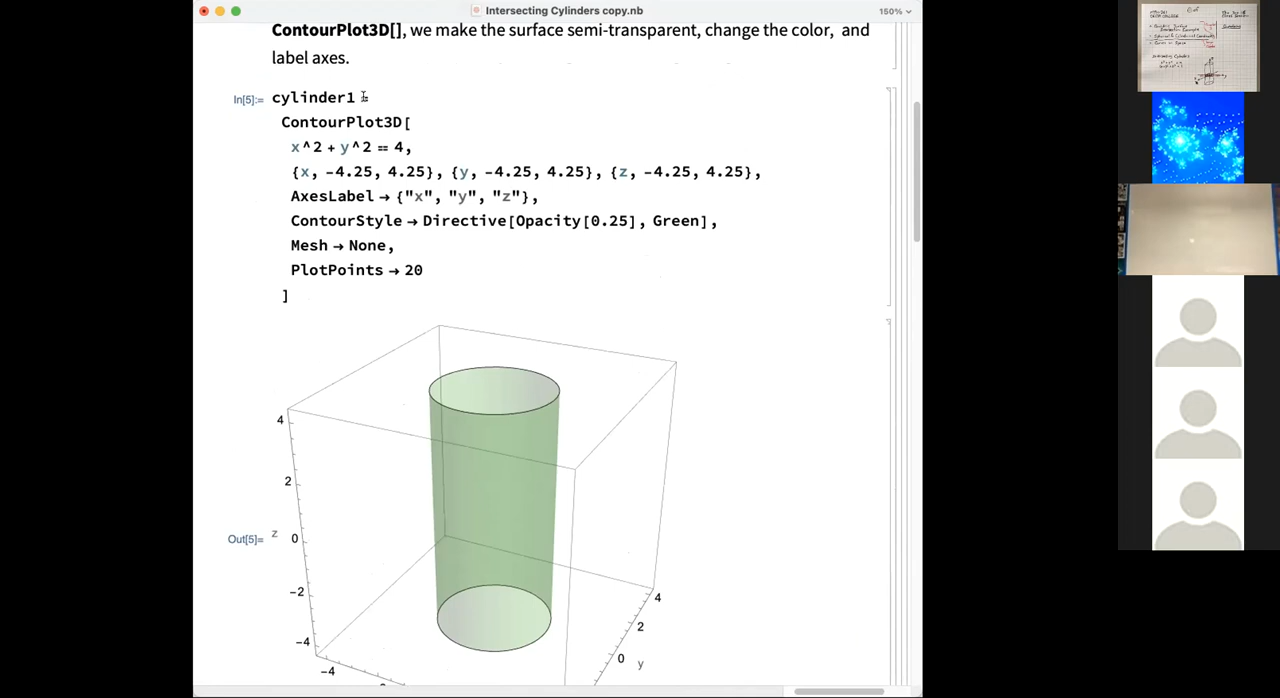 Intersecting Cylinders copy.nb
150%
ContourPlot3D[], we make the surface semi-transparent, change the color, and
label axes.
In[5]:= cylinder1
ContourPlot3D[
x^2 + y^2 == 4,
{x, -4.25, 4.25}, {y, -4.25, 4.25}, {z, -4.25, 4.25},
AxesLabel → {"x", "y", "z"},
ContourStyle → Directive[Opacity[0.25], Green],
Mesh → None,
PlotPoints → 20
]
4
2
Out[5]= z 0
-2
-4
-4
4
2
0 y